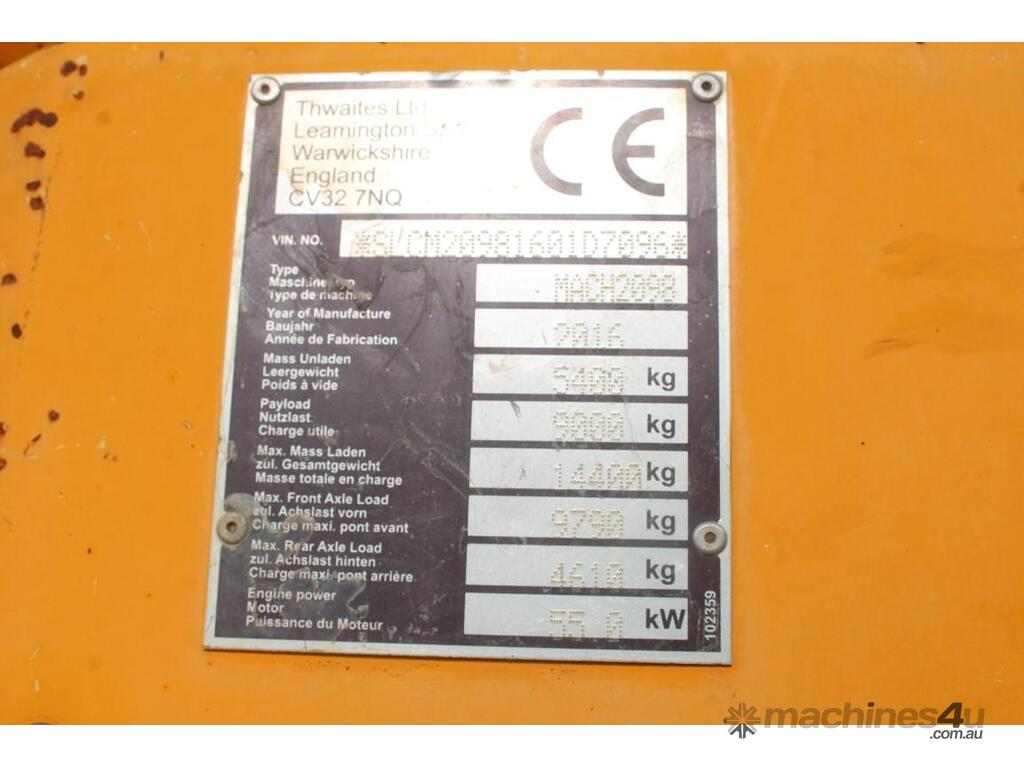 Thwaites Ltd
Leamington
Warwickshire
England
CV32 7NQ
CE
VIN. NO. *SLCN20981601D7096*
Type
Maschinentyp
Type de machine
MACH2098
Year of Manufacture
Baujahr
Année de Fabrication
2016
Mass Unladen
Leergewicht
Poids à vide
5400 kg
Payload
Nutzlast
Charge utile
9000 kg
Max. Mass Laden
zul. Gesamtgewicht
Masse totale en charge
14400 kg
Max. Front Axle Load
zul. Achslast vorn
Charge maxi. pont avant
9790 kg
Max. Rear Axle Load
zul. Achslast hinten
Charge maxi. pont arrière
4610 kg
Engine power
Motor
Puissance du Moteur
55.0 kW
102359
machines4u
.com.au